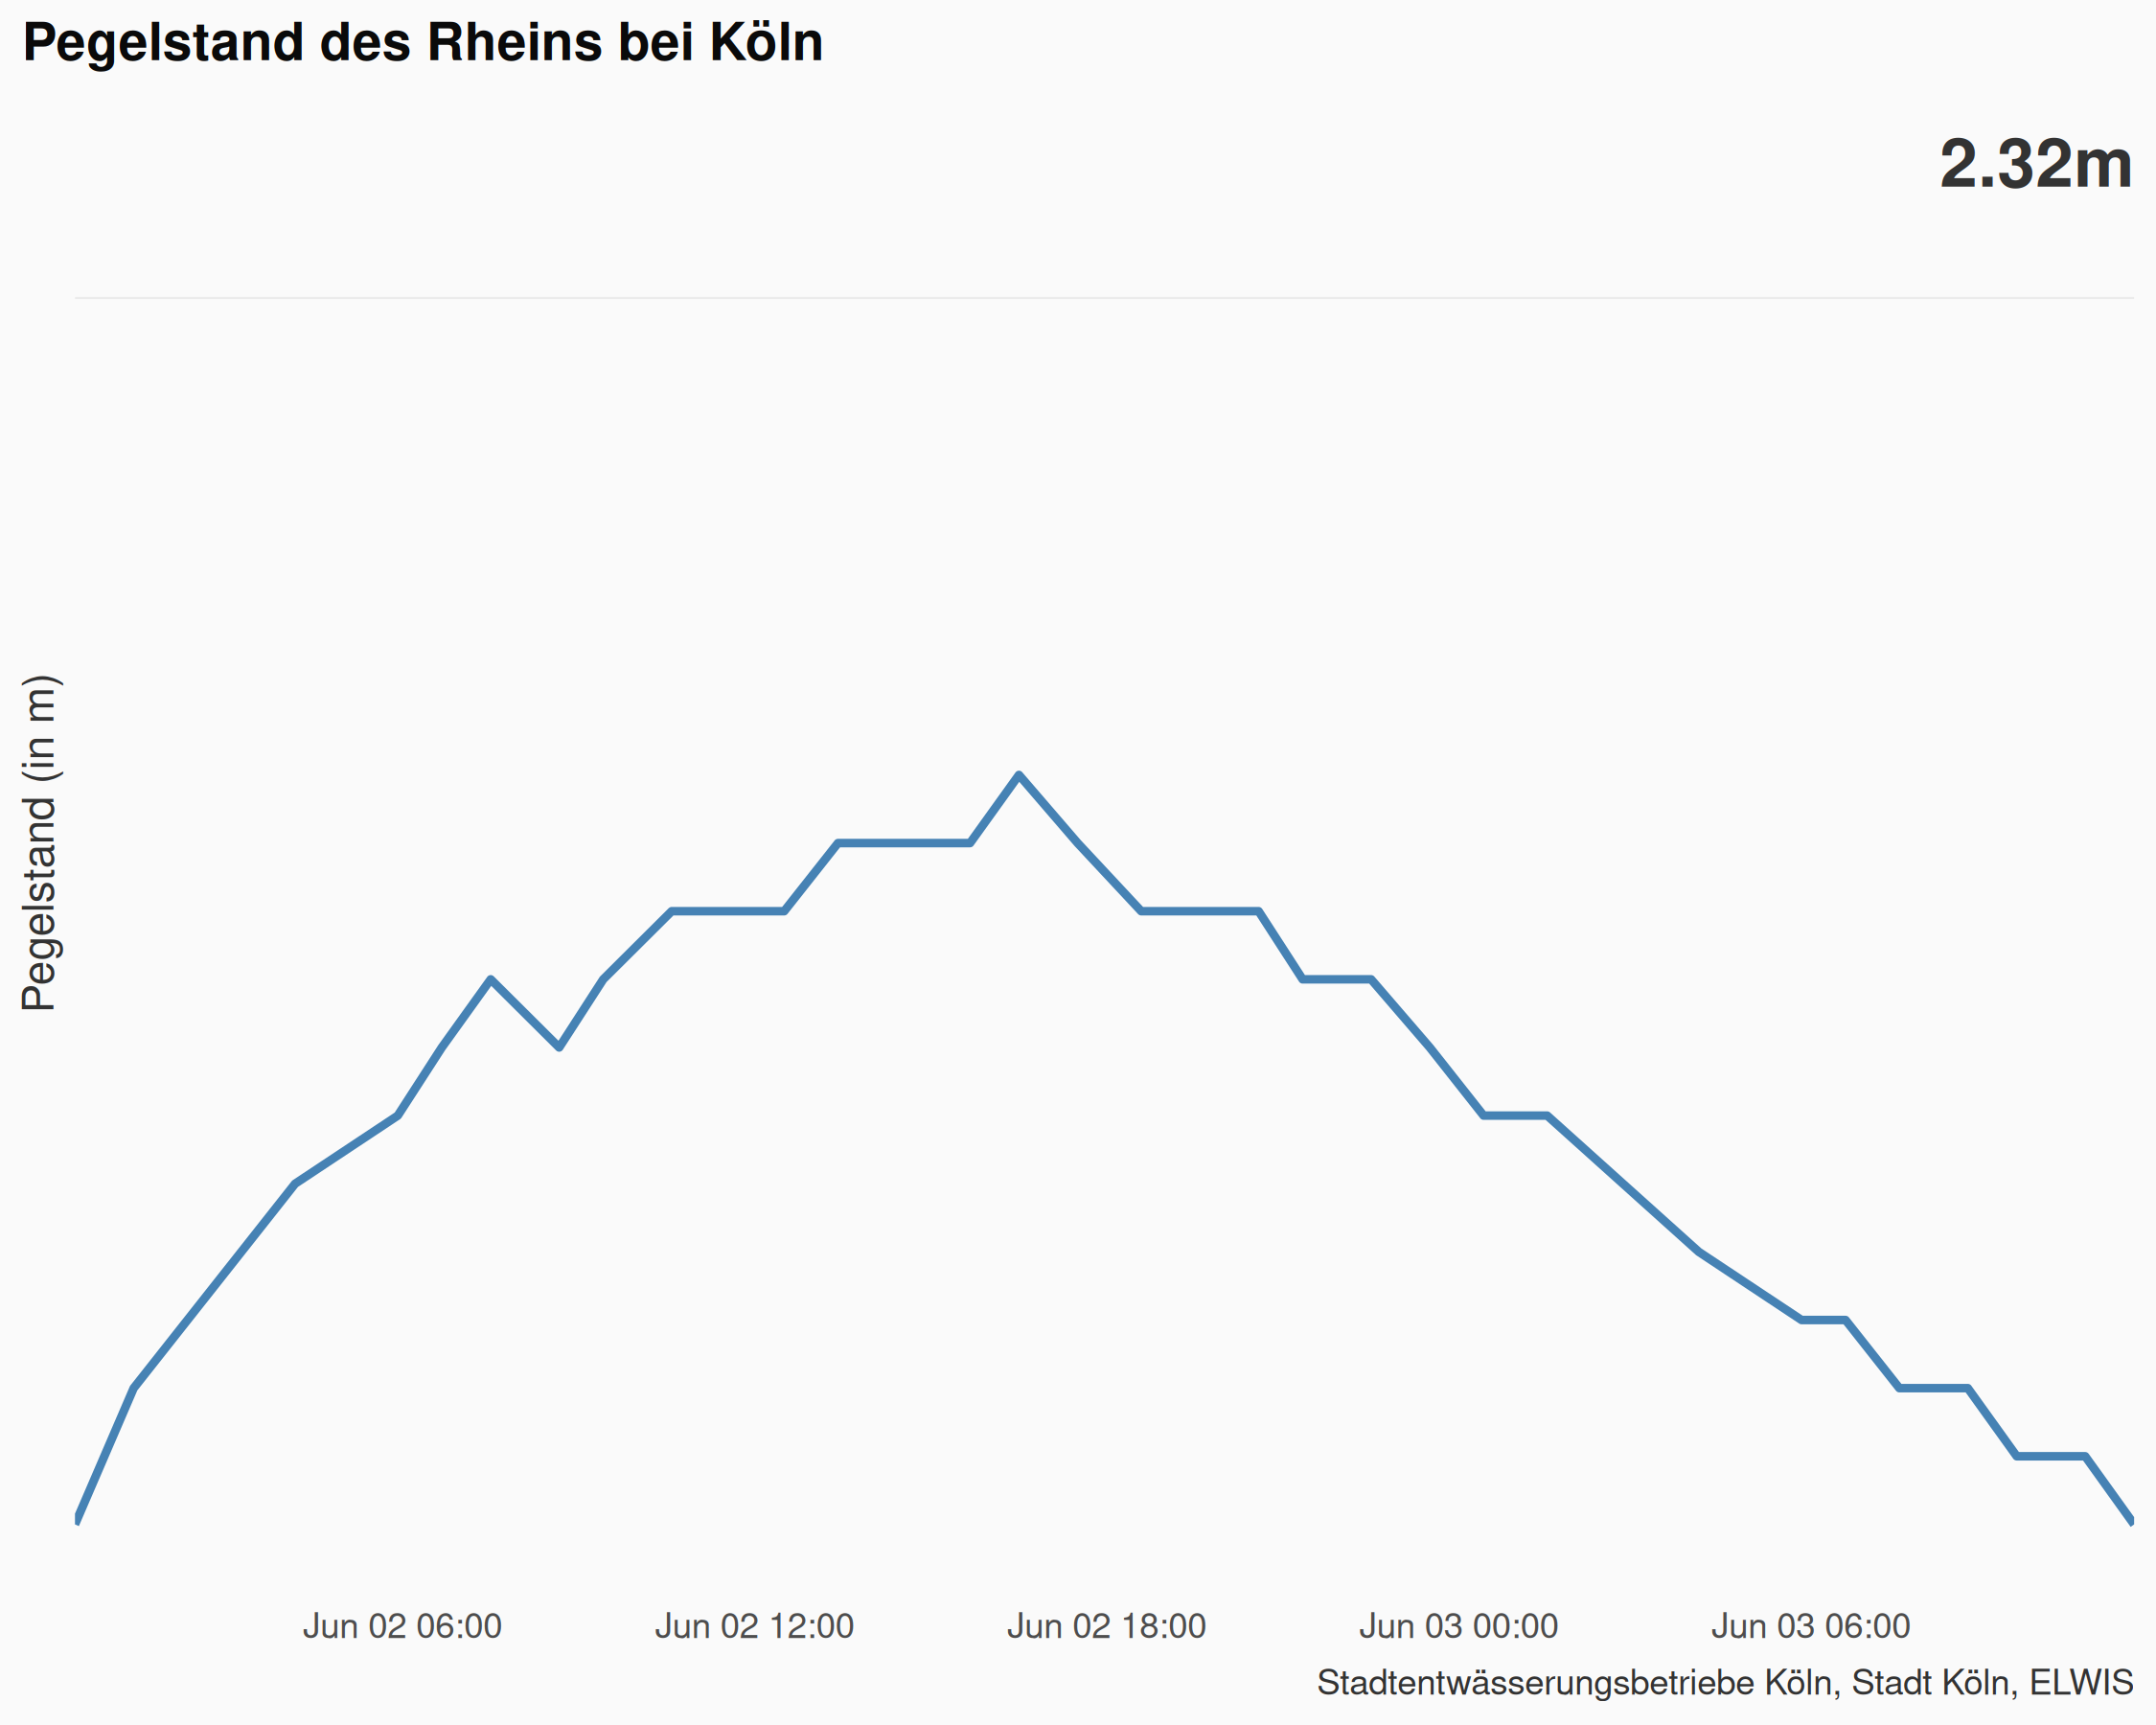 Pegelstand des Rheins bei Köln
2.32m
Pegelstand (in m)
Jun 02 06:00
Jun 02 12:00
Jun 02 18:00
Jun 03 00:00
Jun 03 06:00
Stadtentwässerungsbetriebe Köln, Stadt Köln, ELWIS